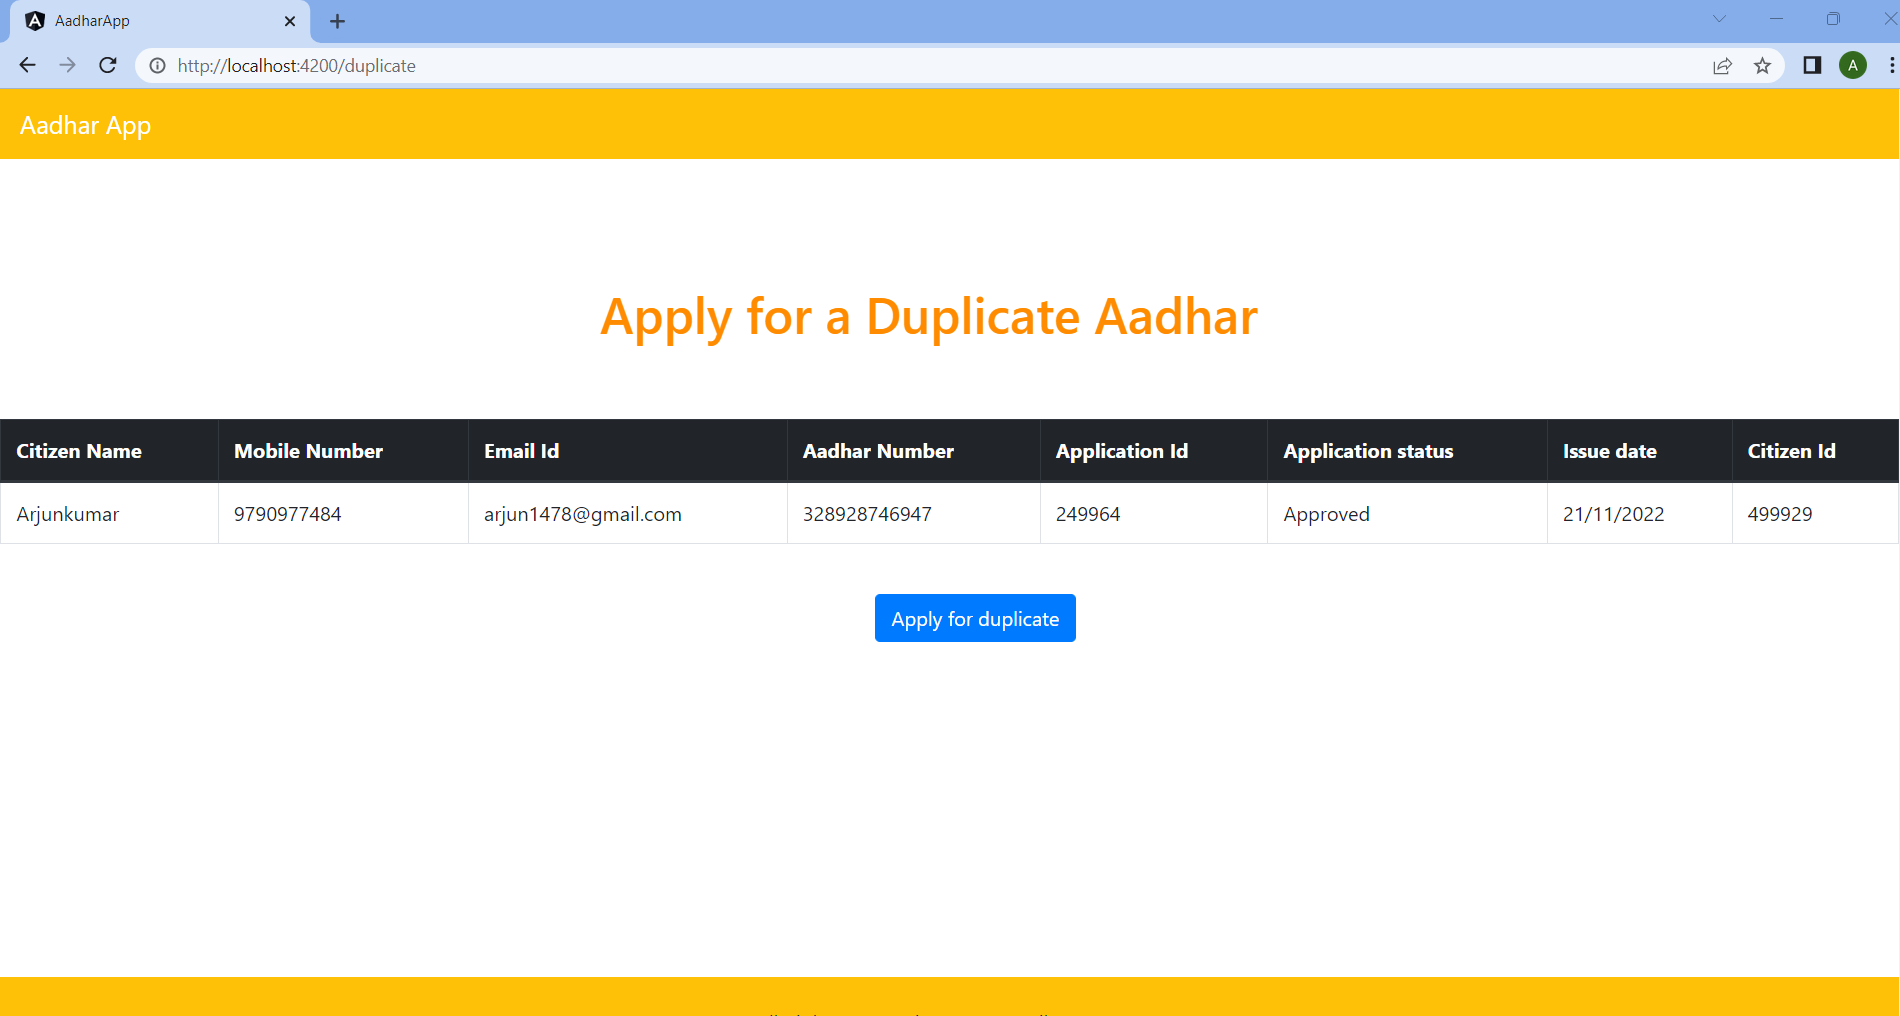 AadharApp
http://localhost:4200/duplicate
A
Aadhar App
Apply for a Duplicate Aadhar
Citizen Name Mobile Number Email Id Aadhar Number Application Id Application status Issue date Citizen Id
Arjunkumar 9790977484 arjun1478@gmail.com 328928746947 249964 Approved 21/11/2022 499929
Apply for duplicate